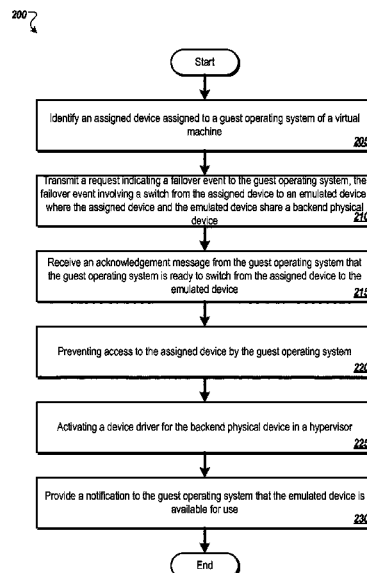 200
Start
Identify an assigned device assigned to a guest operating system of a virtual
machine
205
Transmit a request indicating a failover event to the guest operating system, the
failover event involving a switch from the assigned device to an emulated device
where the assigned device and the emulated device share a backend physical
device
210
Receive an acknowledgement message from the guest operating system that
the guest operating system is ready to switch from the assigned device to the
emulated device
215
Preventing access to the assigned device by the guest operating system
220
Activating a device driver for the backend physical device in a hypervisor
225
Provide a notification to the guest operating system that the emulated device is
available for use
230
End